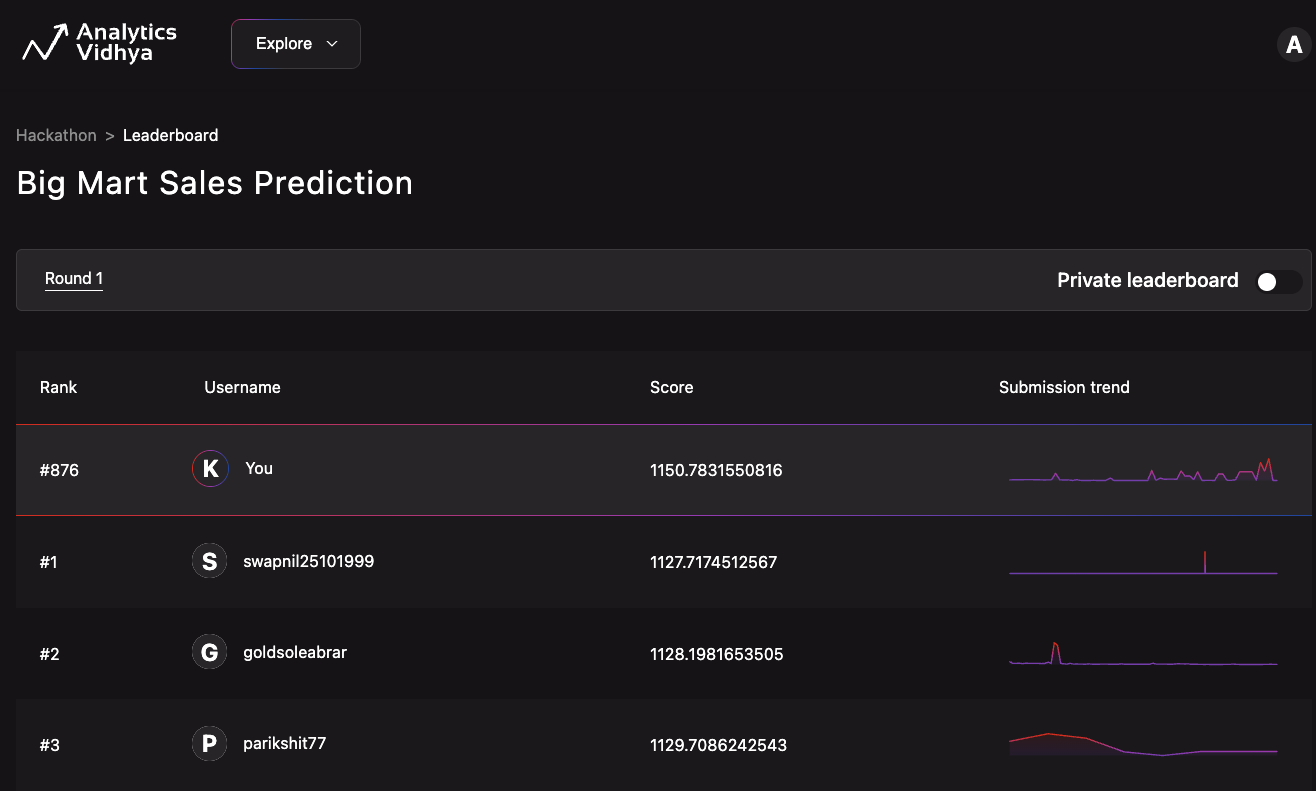 Analytics
Vidhya
Explore
A
Hackathon > Leaderboard
Big Mart Sales Prediction
Round 1
Private leaderboard
Rank Username Score Submission trend
#876 K You 1150.7831550816
#1 S swapnil25101999 1127.7174512567
#2 G goldsoleabrar 1128.1981653505
#3 P parikshit77 1129.7086242543